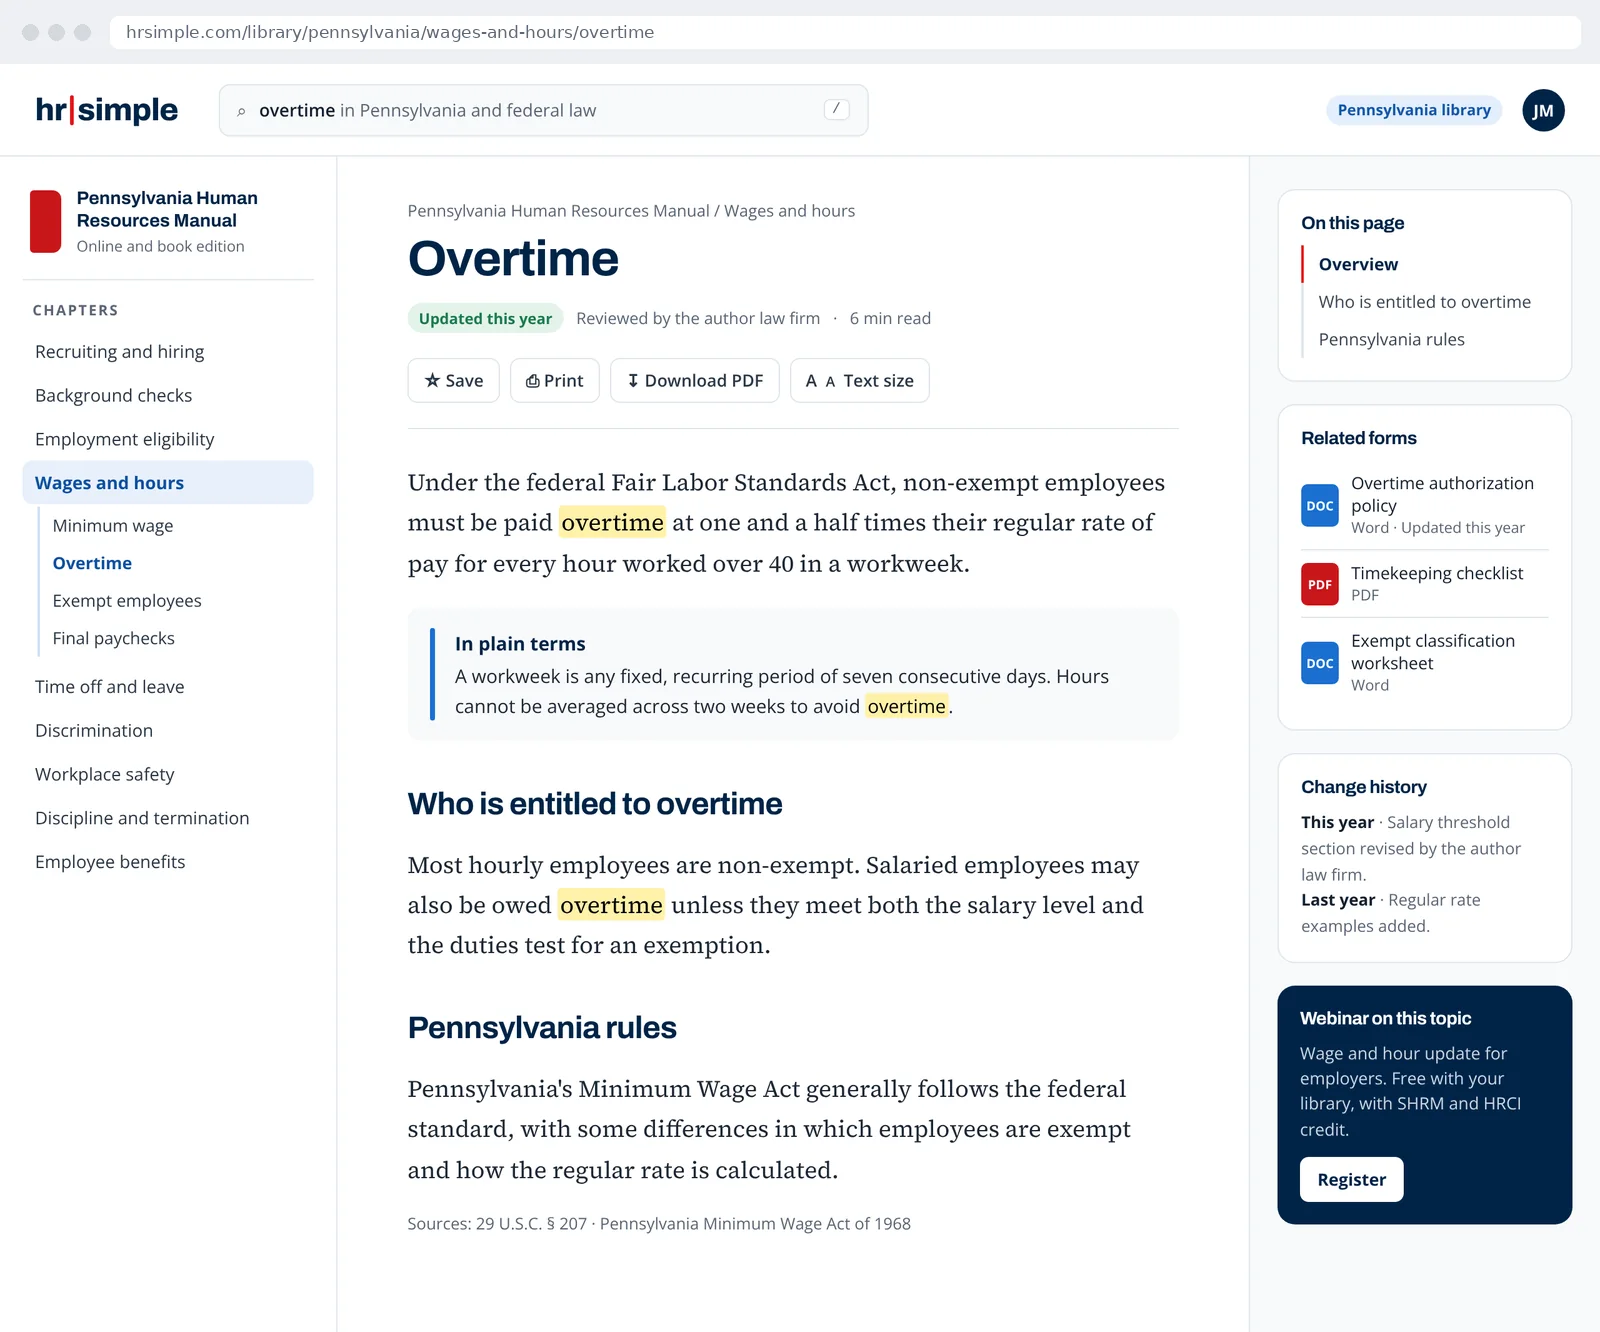 hrsimple.com/library/pennsylvania/wages-and-hours/overtime
hr|simple
overtime in Pennsylvania and federal law
/
Pennsylvania library
JM
Pennsylvania Human
Resources Manual
Online and book edition
CHAPTERS
Recruiting and hiring
Background checks
Employment eligibility
Wages and hours
Minimum wage
Overtime
Exempt employees
Final paychecks
Time off and leave
Discrimination
Workplace safety
Discipline and termination
Employee benefits
Pennsylvania Human Resources Manual / Wages and hours
Overtime
Updated this year Reviewed by the author law firm · 6 min read
Save
Print
Download PDF
A A Text size
Under the federal Fair Labor Standards Act, non-exempt employees
must be paid overtime at one and a half times their regular rate of
pay for every hour worked over 40 in a workweek.
In plain terms
A workweek is any fixed, recurring period of seven consecutive days. Hours
cannot be averaged across two weeks to avoid overtime.
Who is entitled to overtime
Most hourly employees are non-exempt. Salaried employees may
also be owed overtime unless they meet both the salary level and
the duties test for an exemption.
Pennsylvania rules
Pennsylvania's Minimum Wage Act generally follows the federal
standard, with some differences in which employees are exempt
and how the regular rate is calculated.
Sources: 29 U.S.C. § 207 · Pennsylvania Minimum Wage Act of 1968
On this page
Overview
Who is entitled to overtime
Pennsylvania rules
Related forms
DOC
Overtime authorization
policy
Word · Updated this year
PDF
Timekeeping checklist
PDF
DOC
Exempt classification
worksheet
Word
Change history
This year · Salary threshold
section revised by the author
law firm.
Last year · Regular rate
examples added.
Webinar on this topic
Wage and hour update for
employers. Free with your
library, with SHRM and HRCI
credit.
Register